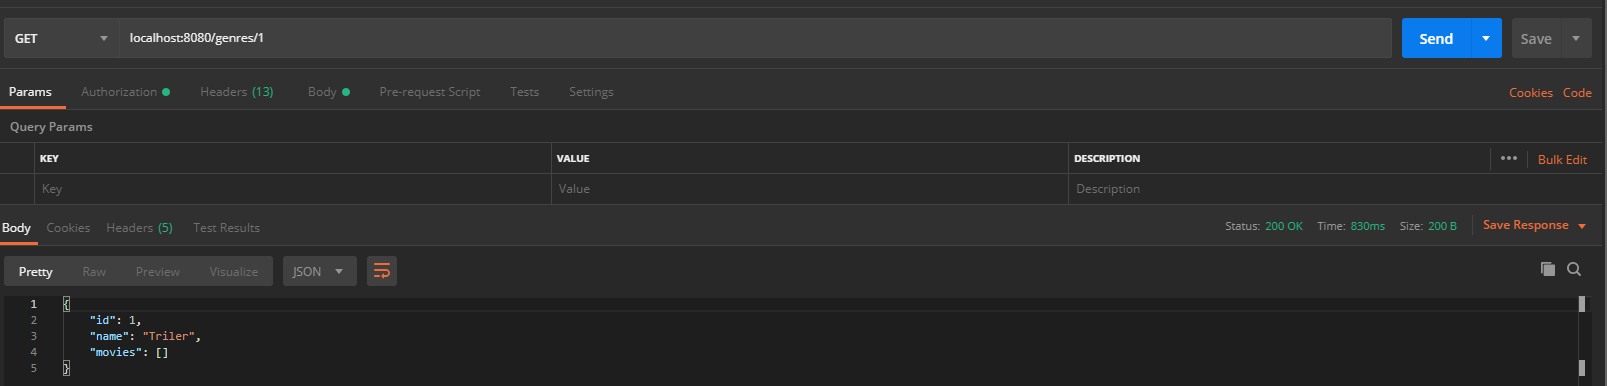 GET localhost:8080/genres/1 Send Save
Params Authorization Headers (13) Body Pre-request Script Tests Settings Cookies Code
Query Params
KEY VALUE DESCRIPTION ••• Bulk Edit
Key Value Description
Body Cookies Headers (5) Test Results Status: 200 OK Time: 830ms Size: 200 B Save Response
Pretty Raw Preview Visualize JSON
1 {
2 "id": 1,
3 "name": "Triler",
4 "movies": []
5 }